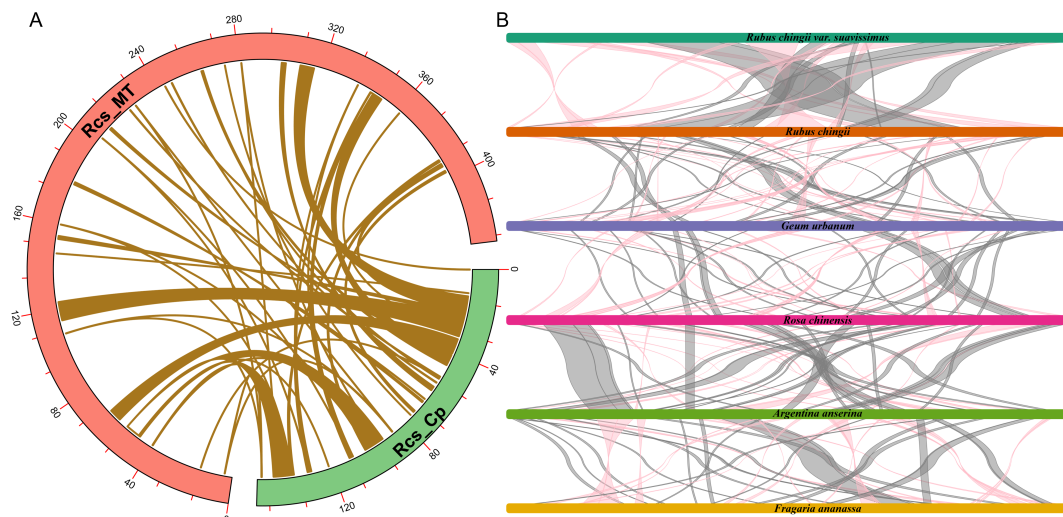 A
B
280
320
240
360
200
400
160
120
80
40
0
40
80
120
Rcs_MT
Rcs_Cp
Rubus chingii var. suavissimus
Rubus chingii
Geum urbanum
Rosa chinensis
Argentina anserina
Fragaria ananassa